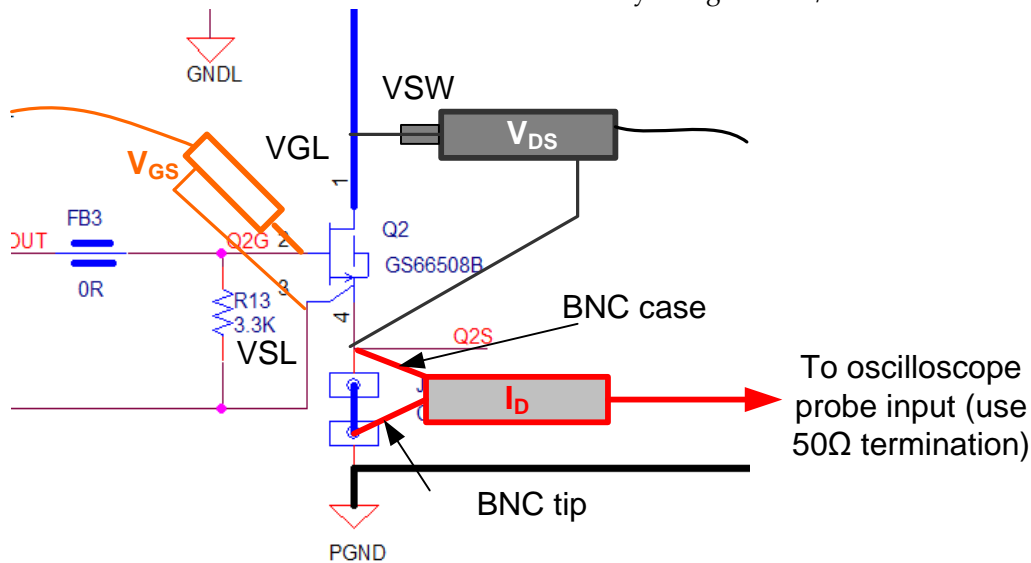 GNDL
VSW
VDS
VGL
VGS
1
FB3
OUT
Q2G
2
Q2
GS66508B
0R
3
R13
3.3K
VSL
4
BNC case
Q2S
J
C
ID
To oscilloscope
probe input (use
50Ω termination)
BNC tip
PGND